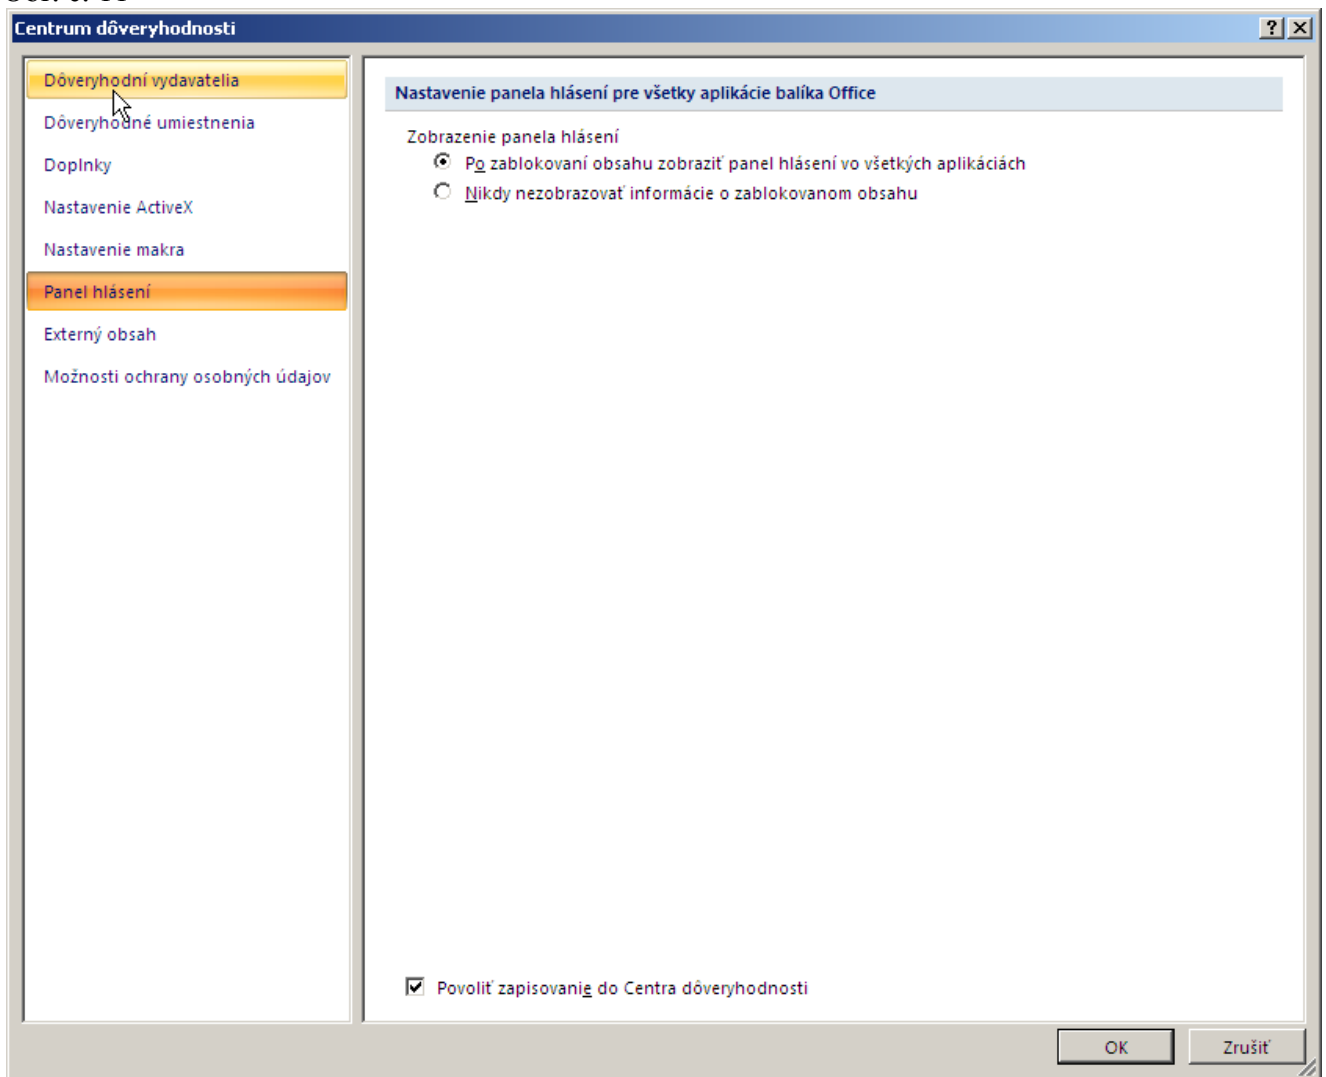 Centrum dôveryhodnosti
Dôveryhodní vydavatelia
Dôveryhodné umiestnenia
Doplnky
Nastavenie ActiveX
Nastavenie makra
Panel hlásení
Externý obsah
Možnosti ochrany osobných údajov
Nastavenie panela hlásení pre všetky aplikácie balíka Office
Zobrazenie panela hlásení
Po zablokovaní obsahu zobraziť panel hlásení vo všetkých aplikáciách
Nikdy nezobrazovať informácie o zablokovanom obsahu
Povoliť zapisovanie do Centra dôveryhodnosti
OK
Zrušiť